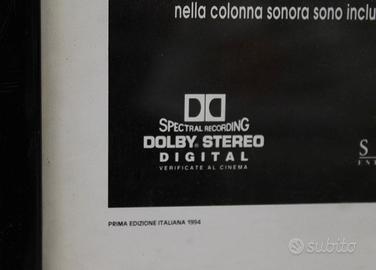 nella colonna sonora sono inclu
SPECTRAL RECORDING
DOLBY STEREO
DIGITAL
VERIFICATE AL CINEMA
PRIMA EDIZIONE ITALIANA 1994
subito